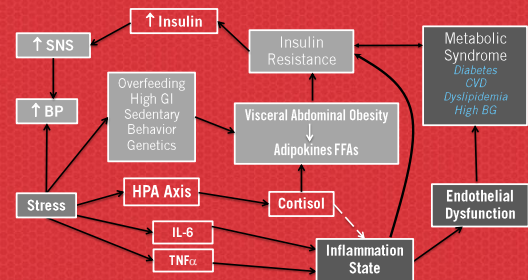 ↑ Insulin
↑ SNS
↑ BP
Overfeeding
High GI
Sedentary
Behavior
Genetics
Insulin
Resistance
Metabolic
Syndrome
Diabetes
CVD
Dyslipidemia
High BG
Visceral Abdominal Obesity
Adipokines FFAs
Stress
HPA Axis
Cortisol
IL-6
TNFα
Inflammation
State
Endothelial
Dysfunction